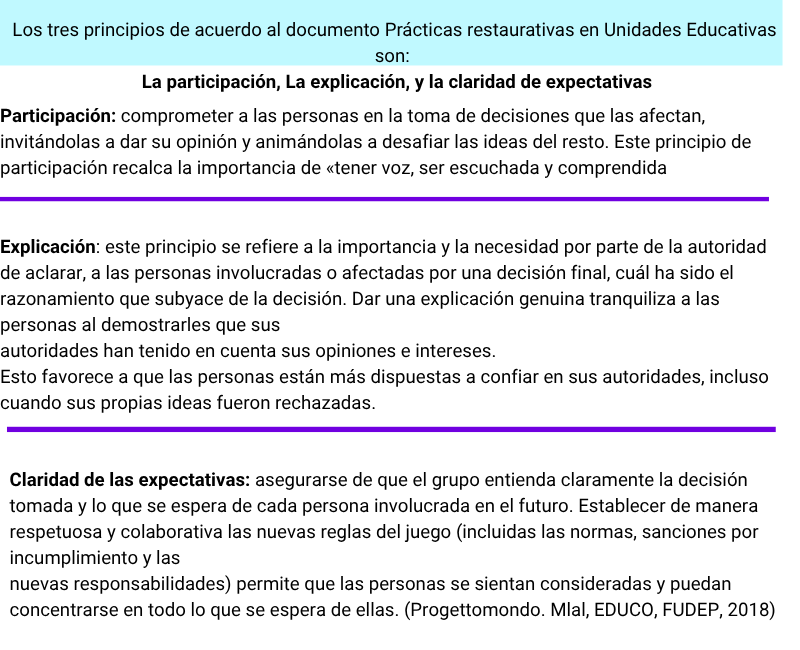 Los tres principios de acuerdo al documento Prácticas restaurativas en Unidades Educativas
son:
La participación, La explicación, y la claridad de expectativas
Participación: comprometer a las personas en la toma de decisiones que las afectan,
invitándolas a dar su opinión y animándolas a desafiar las ideas del resto. Este principio de
participación recalca la importancia de «tener voz, ser escuchada y comprendida
Explicación: este principio se refiere a la importancia y la necesidad por parte de la autoridad
de aclarar, a las personas involucradas o afectadas por una decisión final, cuál ha sido el
razonamiento que subyace de la decisión. Dar una explicación genuina tranquiliza a las
personas al demostrarles que sus
autoridades han tenido en cuenta sus opiniones e intereses.
Esto favorece a que las personas están más dispuestas a confiar en sus autoridades, incluso
cuando sus propias ideas fueron rechazadas.
Claridad de las expectativas: asegurarse de que el grupo entienda claramente la decisión
tomada y lo que se espera de cada persona involucrada en el futuro. Establecer de manera
respetuosa y colaborativa las nuevas reglas del juego (incluidas las normas, sanciones por
incumplimiento y las
nuevas responsabilidades) permite que las personas se sientan consideradas y puedan
concentrarse en todo lo que se espera de ellas. (Progettomondo. Mlal, EDUCO, FUDEP, 2018)